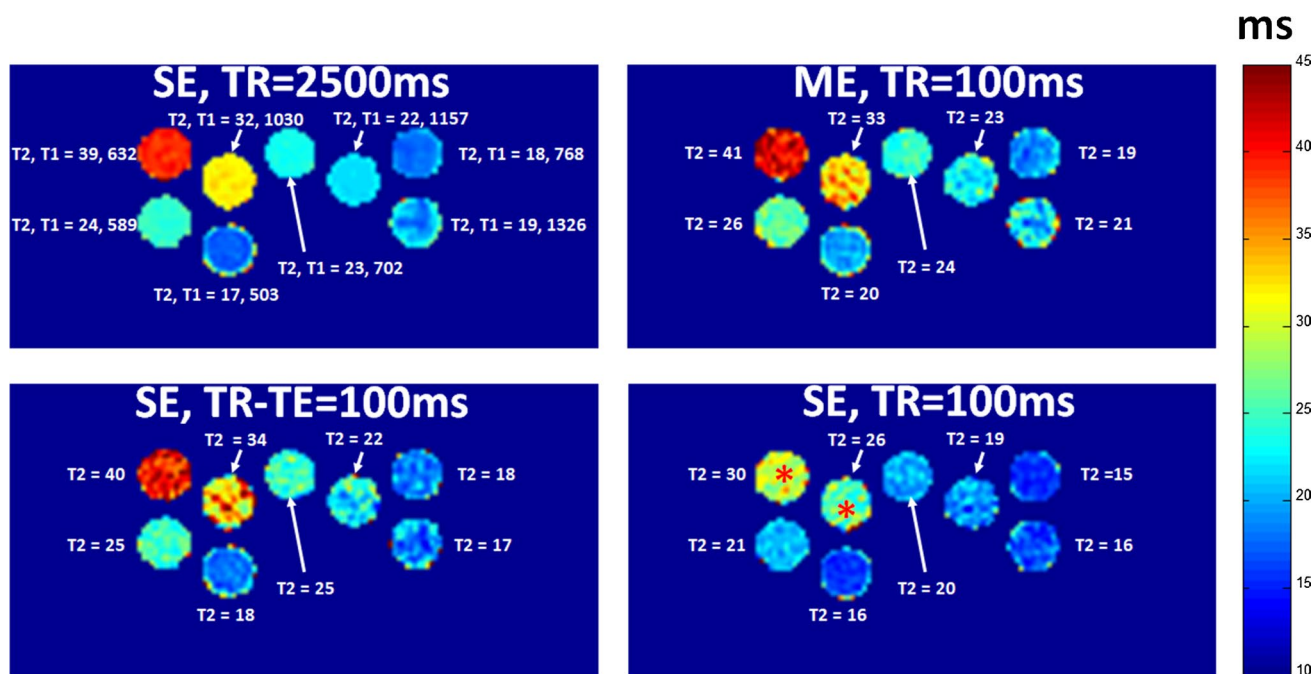 ms
SE, TR=2500ms
T2, T1 = 32, 1030
T2, T1 = 22, 1157
T2, T1 = 39, 632
T2, T1 = 18, 768
T2, T1 = 24, 589
T2, T1 = 19, 1326
T2, T1 = 23, 702
T2, T1 = 17, 503
ME, TR=100ms
T2 = 33
T2 = 23
T2 = 41
T2 = 19
T2 = 26
T2 = 21
T2 = 24
T2 = 20
SE, TR-TE=100ms
T2 = 34
T2 = 22
T2 = 40
T2 = 18
T2 = 25
T2 = 17
T2 = 25
T2 = 18
SE, TR=100ms
T2 = 26
T2 = 19
T2 = 30
*
T2 =15
*
T2 = 21
T2 = 16
T2 = 20
T2 = 16
45
40
35
30
25
20
15
10